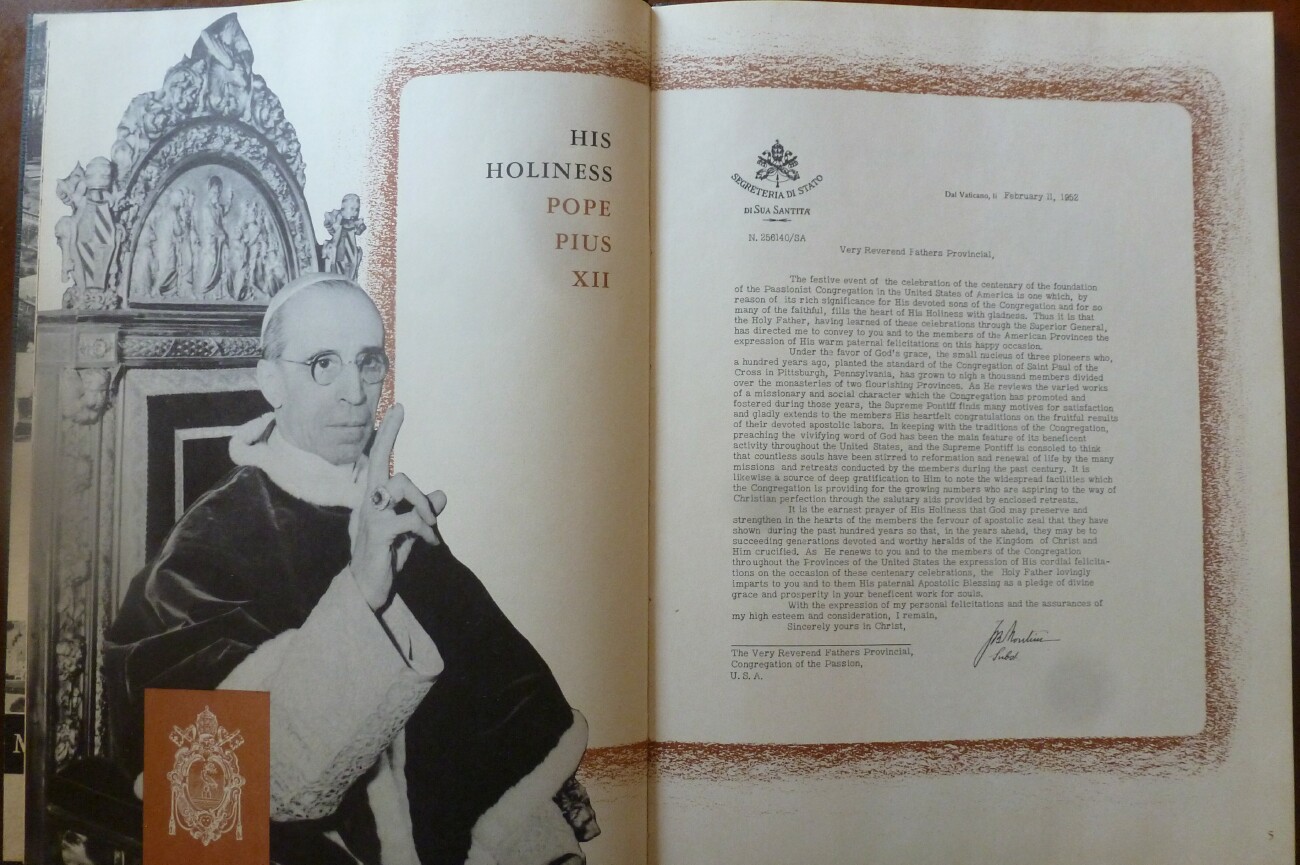 HIS
HOLINESS
POPE
PIUS
XII
SEGRETERIA DI STATO
DI SUA SANTITÀ
Dal Vaticano, li February 11, 1952
N. 256140/SA
Very Reverend Fathers Provincial,
The festive event of the celebration of the centenary of the foundation
of the Passionist Congregation in the United States of America is one which, by
reason of its rich significance for His devoted sons of the Congregation and for so
many of the faithful, fills the heart of His Holiness with gladness. Thus it is that
the Holy Father, having learned of these celebrations through the Superior General,
has directed me to convey to you and to the members of the American Provinces the
expression of His warm paternal felicitations on this happy occasion.
Under the favor of God's grace, the small nucleus of three pioneers who,
a hundred years ago, planted the standard of the Congregation of Saint Paul of the
Cross in Pittsburgh, Pennsylvania, has grown to nigh a thousand members divided
over the monasteries of two flourishing Provinces. As He reviews the varied works
of a missionary and social character which the Congregation has promoted and
fostered during those years, the Supreme Pontiff finds many motives for satisfaction
and gladly extends to the members His heartfelt congratulations on the fruitful results
of their devoted apostolic labors. In keeping with the traditions of the Congregation,
preaching the vivifying word of God has been the main feature of its beneficent
activity throughout the United States, and the Supreme Pontiff is consoled to think
that countless souls have been stirred to reformation and renewal of life by the many
missions and retreats conducted by the members during the past century. It is
likewise a source of deep gratification to Him to note the widespread facilities which
the Congregation is providing for the growing numbers who are aspiring to the way of
Christian perfection through the salutary aids provided by enclosed retreats.
It is the earnest prayer of His Holiness that God may preserve and
strengthen in the hearts of the members the fervour of apostolic seal that they have
shown during the past hundred years so that, in the years ahead, they may be to
succeeding generations devoted and worthy heralds of the Kingdom of Christ and
Him crucified. As He renews to you and to the members of the Congregation
throughout the Provinces of the United States the expression of His cordial felicita-
tions on the occasion of these centenary celebrations, the Holy Father lovingly
imparts to you and to them His paternal Apostolic Blessing as a pledge of divine
grace and prosperity in your beneficent work for souls.
With the expression of my personal felicitations and the assurances of
my high esteem and consideration, I remain,
Sincerely yours in Christ,
JB Montini
Subst
The Very Reverend Fathers Provincial,
Congregation of the Passion,
U. S. A.
5